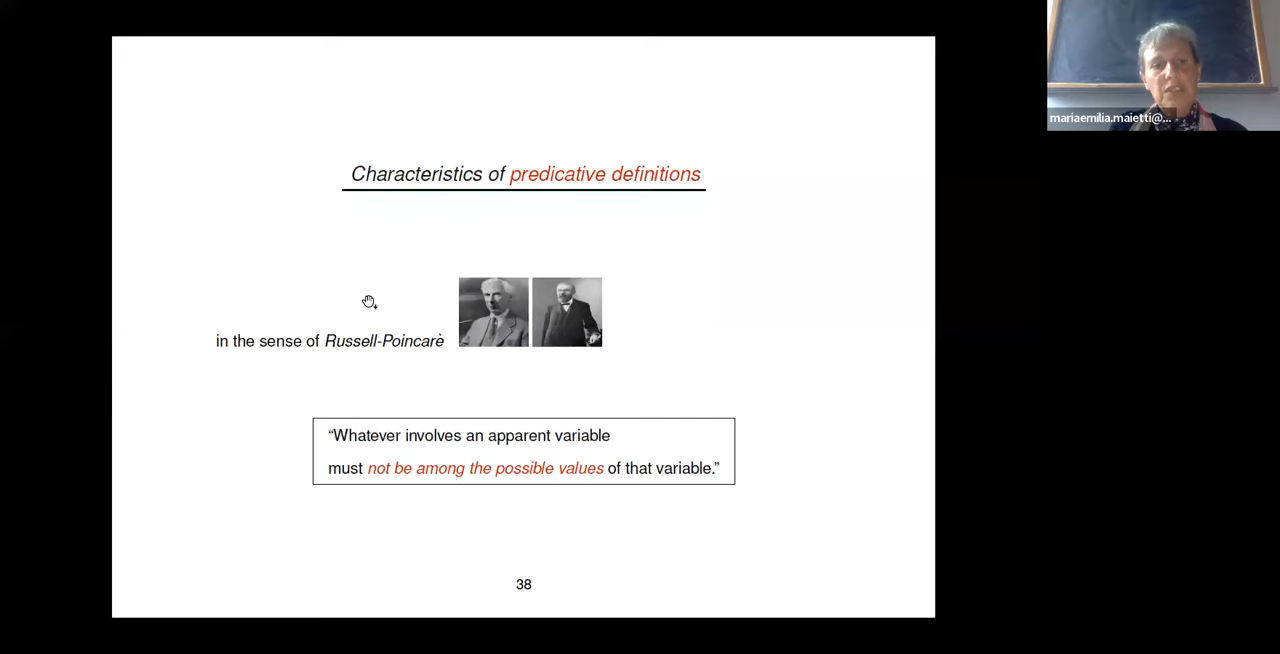 mariaemilia.maietti@...
Characteristics of predicative definitions
in the sense of Russell-Poincarè
“Whatever involves an apparent variable
must not be among the possible values of that variable.”
38